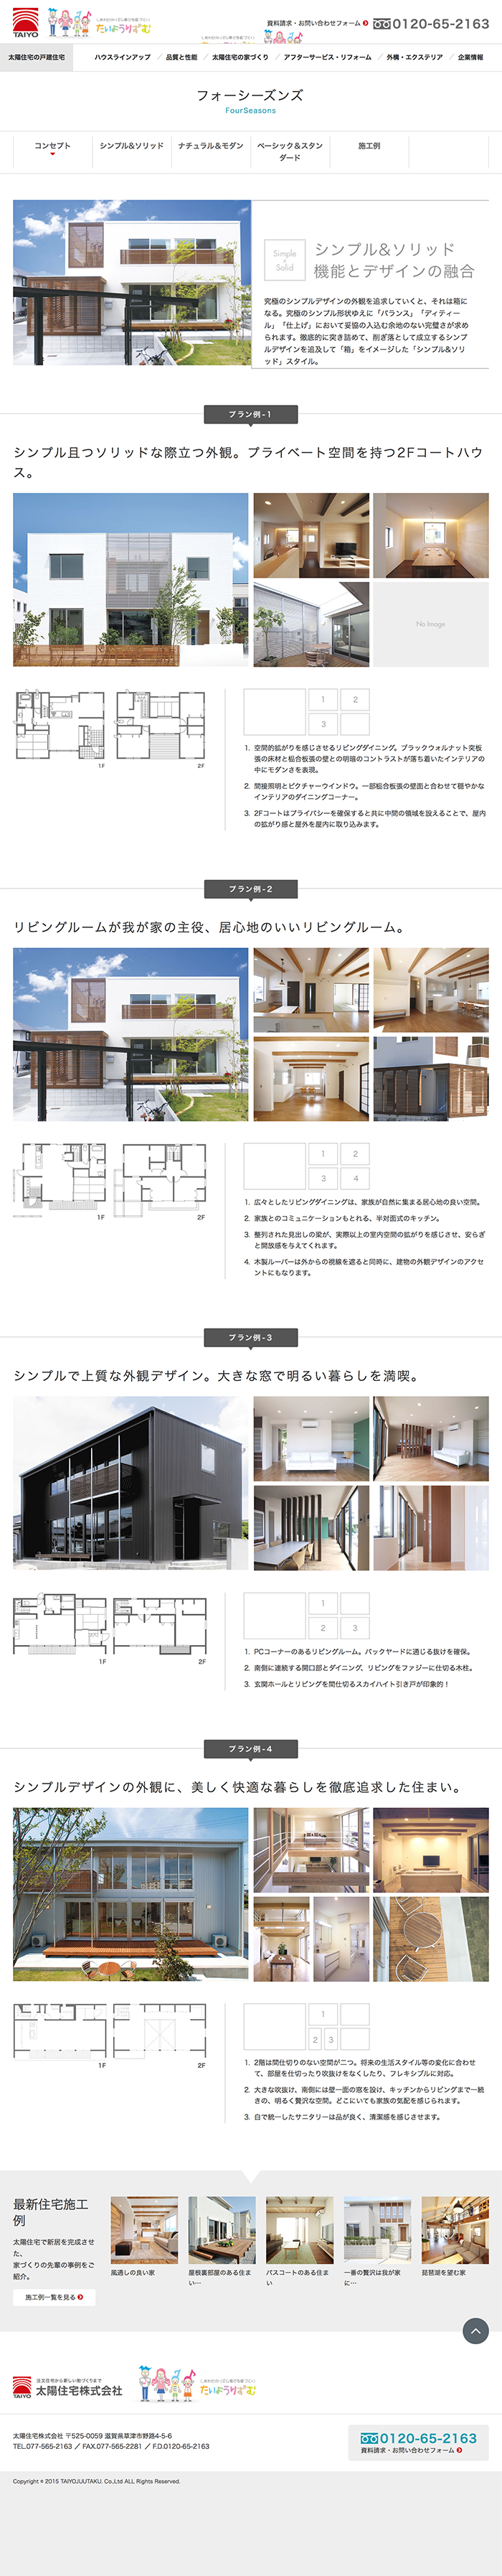 TAIYO
しあわせのリズム奏でる家づくり
たいようりずむ
資料請求・お問い合わせフォーム
0120-65-2163
太陽住宅の戸建住宅
ハウスラインアップ
品質と性能
太陽住宅の家づくり
アフターサービス・リフォーム
外構・エクステリア
企業情報
フォーシーズンズ
FourSeasons
コンセプト
シンプル&ソリッド
ナチュラル&モダン
ベーシック＆スタン
ダード
施工例
Simple
Solid
シンプル&ソリッド
機能とデザインの融合
究極のシンプルデザインの外観を追求していくと、それは箱に
なる。究極のシンプル形状ゆえに「バランス」「ディティー
ル」「仕上げ」において妥協の入込む余地のない完璧さが求め
られます。徹底的に突き詰めて、削ぎ落として成立するシンプ
ルデザインを追及して「箱」をイメージした「シンプル&ソリ
ッド」スタイル。
プラン例-1
シンプル且つソリッドな際立つ外観。プライベート空間を持つ2Fコートハウ
ス。
No Image
1F
2F
1
2
3
1. 空間的拡がりを感じさせるリビングダイニング。ブラックウォルナット突板
張の床材と椛合板張の壁との明暗のコントラストが落ち着いたインテリアの
中にモダンさを表現。
2. 間接照明とピクチャーウインドウ。一部椛合板張の壁面と合わせて穏やかな
インテリアのダイニングコーナー。
3. 2Fコートはプライバシーを確保すると共に中間の領域を設えることで、屋内
の拡がり感と屋外を屋内に取り込みます。
プラン例-2
リビングルームが我が家の主役、居心地のいいリビングルーム。
1F
2F
1
2
3
4
1. 広々としたリビングダイニングは、家族が自然に集まる居心地の良い空間。
2. 家族とのコミュニケーションもとれる、半対面式のキッチン。
3. 整列された見出しの梁が、実際以上の室内空間の拡がりを感じさせ、安らぎ
と開放感を与えてくれます。
4. 木製ルーバーは外からの視線を遮ると同時に、建物の外観デザインのアクセ
ントにもなります。
プラン例-3
シンプルで上質な外観デザイン。大きな窓で明るい暮らしを満喫。
1F
2F
1
2
3
1. PCコーナーのあるリビングルーム。バックヤードに通じる抜けを確保。
2. 南側に連続する開口部とダイニング、リビングをファジーに仕切る木柱。
3. 玄関ホールとリビングを間仕切るスカイハイト引き戸が印象的！
プラン例-4
シンプルデザインの外観に、美しく快適な暮らしを徹底追求した住まい。
1F
2F
1
2
3
1. 2階は間仕切りのない空間が二つ。将来の生活スタイル等の変化に合わせ
て、部屋を仕切ったり吹抜けをなくしたり、フレキシブルに対応。
2. 大きな吹抜け、南側には壁一面の窓を設け、キッチンからリビングまで一続
きの、明るく贅沢な空間。どこにいても家族の気配を感じられます。
3. 白で統一したサニタリーは品が良く、清潔感を感じさせます。
最新住宅施工
例
太陽住宅で新居を完成させ
た、
家づくりの先輩の事例をご
紹介。
施工例一覧を見る
風通しの良い家
屋根裏部屋のある住ま
い…
バスコートのある住ま
い
一番の贅沢は我が家
に…
琵琶湖を望む家
TAIYO
注文住宅から新しい街づくりまで
太陽住宅株式会社
しあわせのリズム奏でる家づくり
たいようりずむ
太陽住宅株式会社 〒525-0059 滋賀県草津市野路4-5-6
TEL.077-565-2163 ／ FAX.077-565-2281 ／ F.D.0120-65-2163
0120-65-2163
資料請求・お問い合わせフォーム
Copyright © 2015 TAIYOJUUTAKU. Co.,Ltd ALL Rights Reserved.